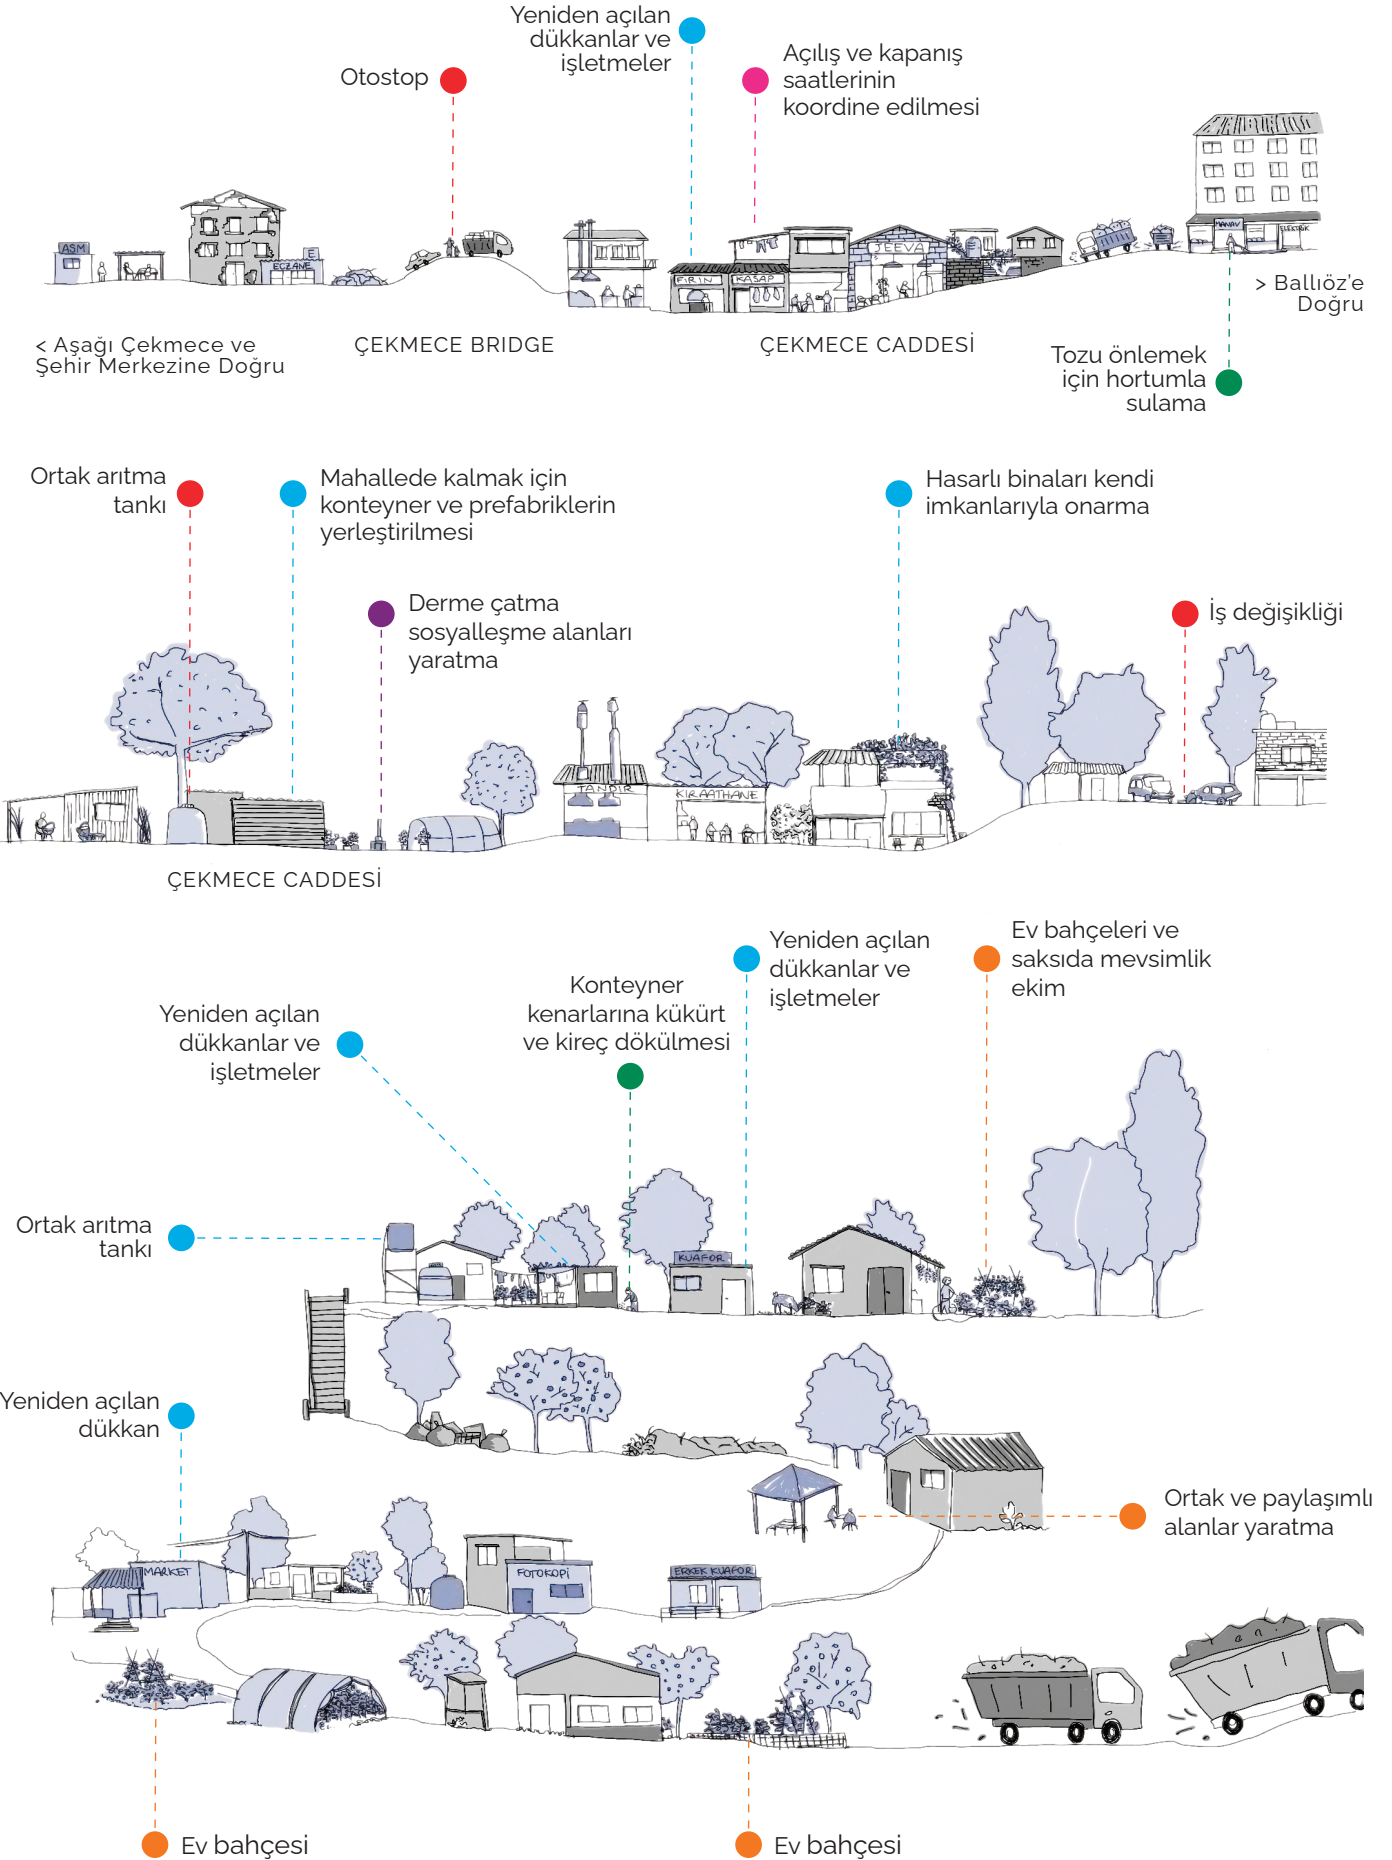 Yeniden açılan
dükkanlar ve
işletmeler
Otostop
Açılış ve kapanış
saatlerinin
koordine edilmesi
ASM
E
ECZANE
FIRIN
KASAP
JEEVA
MANAV
ELEKTRİK
> Ballıöz’e
Doğru
< Aşağı Çekmece ve
Şehir Merkezine Doğru
ÇEKMECE BRIDGE
ÇEKMECE CADDESİ
Tozu önlemek
için hortumla
sulama
Ortak arıtma
tankı
Mahallede kalmak için
konteyner ve prefabriklerin
yerleştirilmesi
Hasarlı binaları kendi
imkanlarıyla onarma
Derme çatma
sosyalleşme alanları
yaratma
İş değişikliği
TANDIR
KIRAATHANE
ÇEKMECE CADDESİ
Yeniden açılan
dükkanlar ve
işletmeler
Konteyner
kenarlarına kükürt
ve kireç dökülmesi
Yeniden açılan
dükkanlar ve
işletmeler
Ev bahçeleri ve
saksıda mevsimlik
ekim
Ortak arıtma
tankı
KUAFOR
Yeniden açılan
dükkan
Ortak ve paylaşımlı
alanlar yaratma
MARKET
FOTOKOPİ
ERKEK KUAFOR
Ev bahçesi
Ev bahçesi